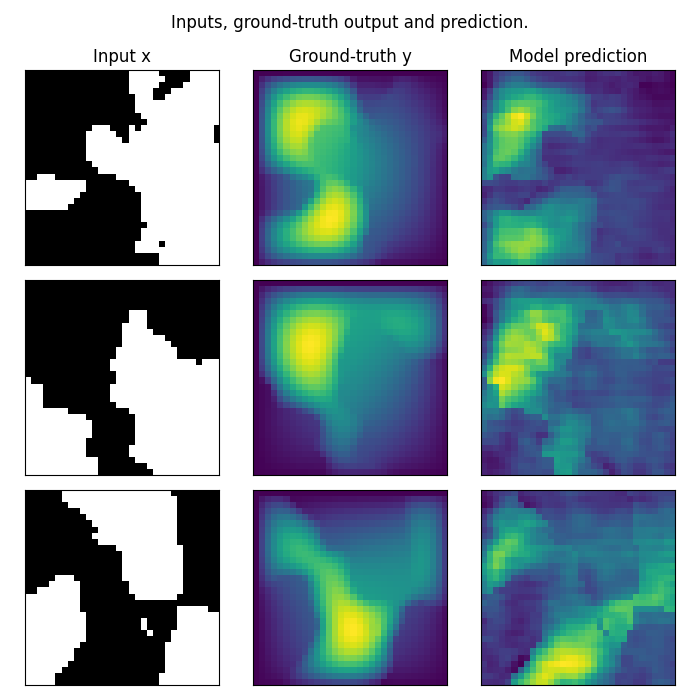 Inputs, ground-truth output and prediction.
Input x
Ground-truth y
Model prediction